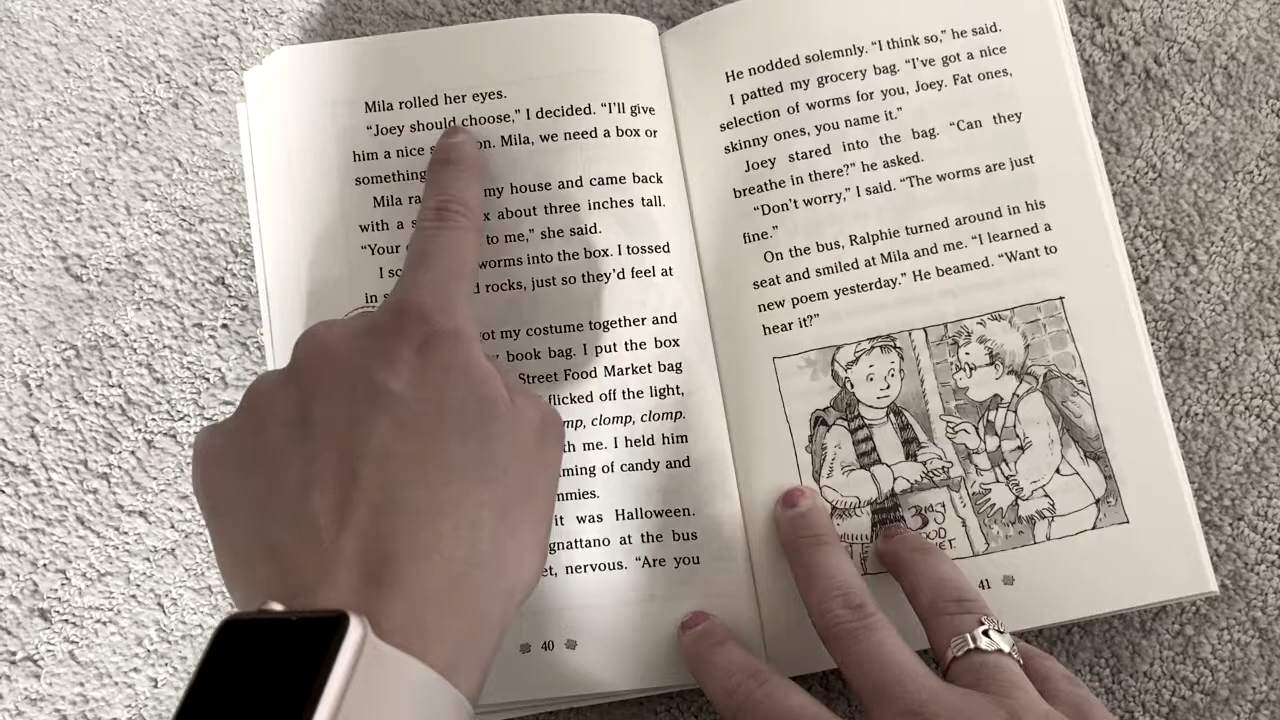 Mila rolled her eyes.
“Joey should choose,” I decided. “I’ll give
him a nice on. Mila, we need a box or
something
Mila ra my house and came back
with a s x about three inches tall.
“Your to me,” she said.
I sc worms into the box. I tossed
in s d rocks, just so they’d feel at
ot my costume together and
book bag. I put the box
Street Food Market bag
flicked off the light,
mp, clomp, clomp.
th me. I held him
ming of candy and
mmies.
it was Halloween.
gnattano at the bus
et, nervous. “Are you
40
He nodded solemnly. “I think so,” he said.
I patted my grocery bag. “I’ve got a nice
selection of worms for you, Joey. Fat ones,
skinny ones, you name it.”
Joey stared into the bag. “Can they
breathe in there?” he asked.
“Don’t worry,” I said. “The worms are just
fine.”
On the bus, Ralphie turned around in his
seat and smiled at Mila and me. “I learned a
new poem yesterday.” He beamed. “Want to
hear it?”
41